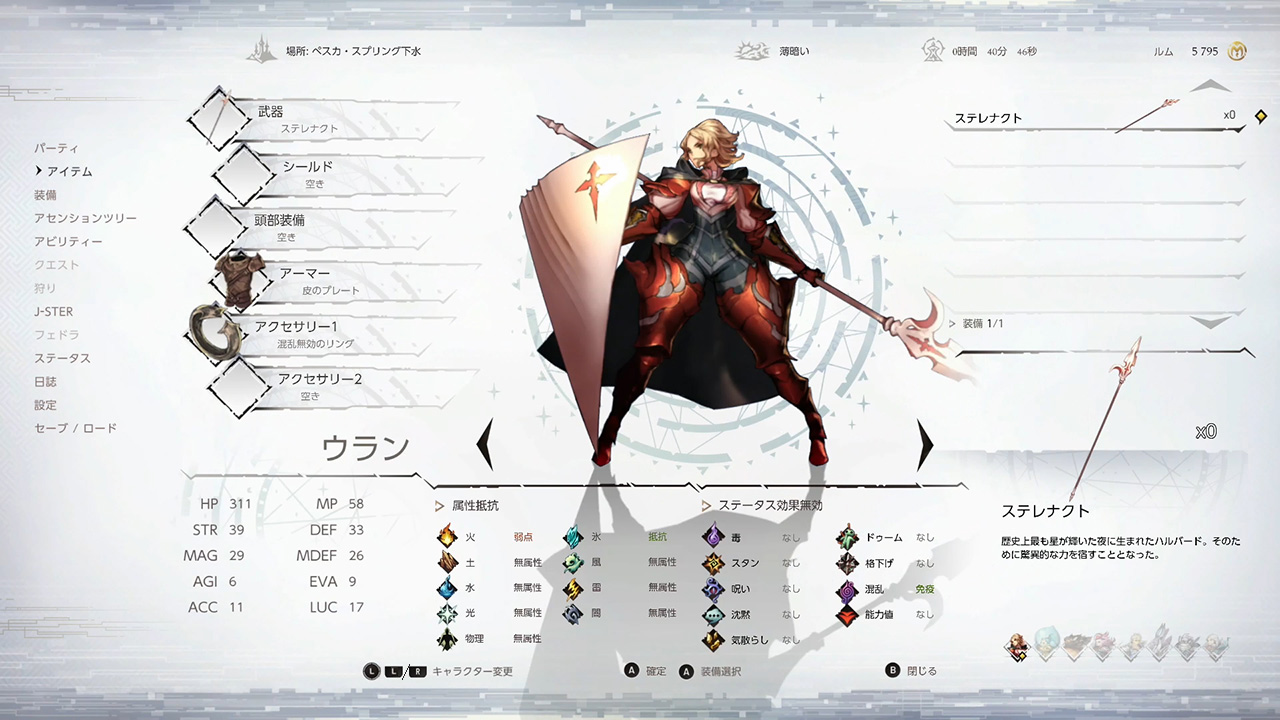 場所: ペスカ・スプリング下水
薄暗い
0時間 40分 46秒
ルム 5 795
パーティ
アイテム
装備
アセンションツリー
アビリティー
クエスト
狩り
J-STER
フェドラ
ステータス
日誌
設定
セーブ / ロード
武器
ステレナクト
シールド
空き
頭部装備
空き
アーマー
皮のプレート
アクセサリー1
混乱無効のリング
アクセサリー2
空き
ウラン
HP 311 MP 58
STR 39 DEF 33
MAG 29 MDEF 26
AGI 6 EVA 9
ACC 11 LUC 17
属性抵抗
火 弱点 氷 抵抗
土 無属性 風 無属性
水 無属性 雷 無属性
光 無属性 闇 無属性
物理 無属性
ステータス効果無効
毒 なし ドゥーム なし
スタン なし 格下げ なし
呪い なし 混乱 免疫
沈黙 なし 能力値 なし
気散らし なし
ステレナクト x0
装備 1/1
x0
ステレナクト
歴史上最も星が輝いた夜に生まれたハルバード。そのた
めに驚異的な力を宿すこととなった。
L L / R キャラクター変更
A 確定 A 装備選択
B 閉じる